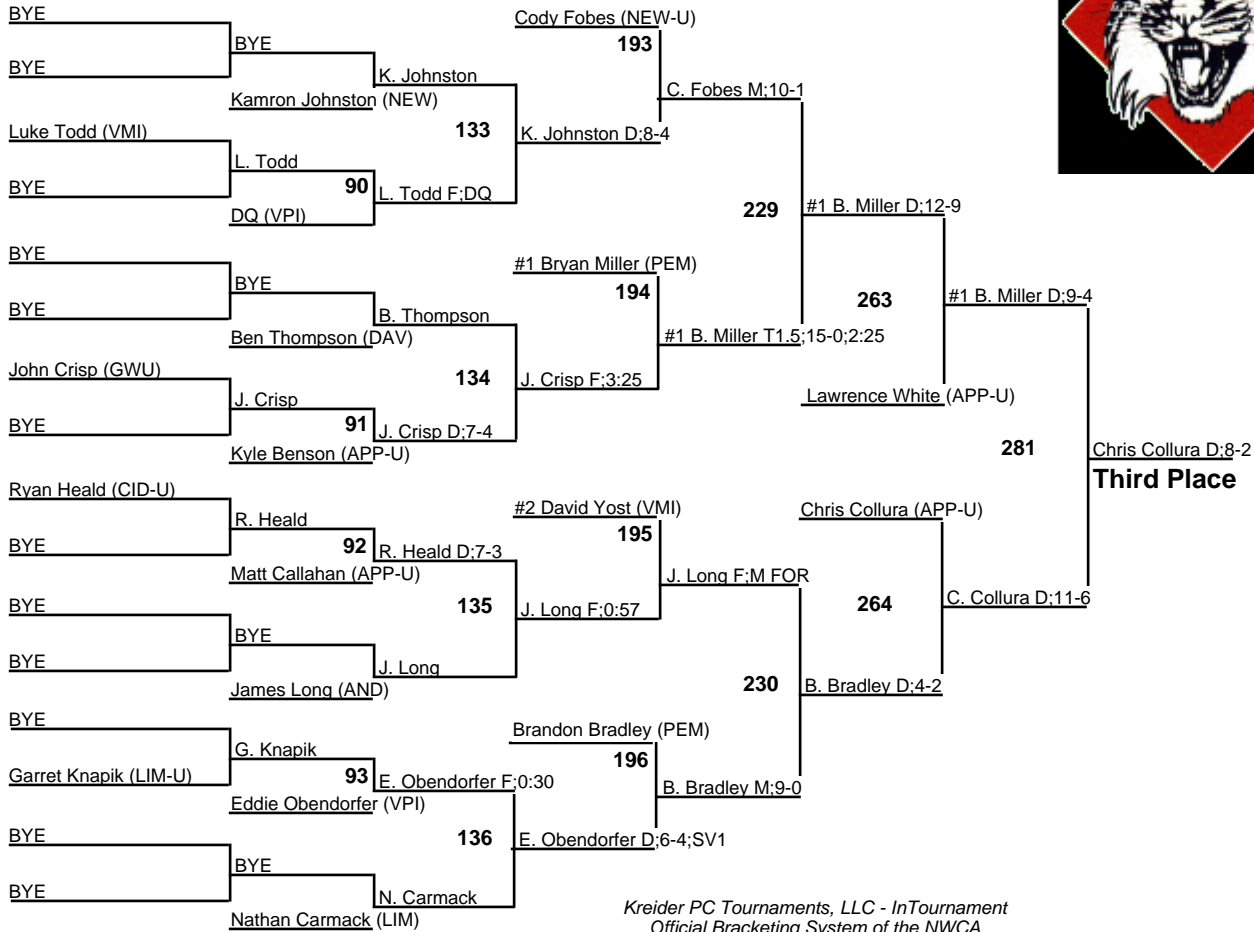 BYE
BYE
BYE
Kamron Johnston (NEW)
K. Johnston
Luke Todd (VMI)
BYE
L. Todd
90
DQ (VPI)
L. Todd F;DQ
133
K. Johnston D;8-4
Cody Fobes (NEW-U)
193
C. Fobes M;10-1
BYE
BYE
BYE
Ben Thompson (DAV)
B. Thompson
John Crisp (GWU)
BYE
J. Crisp
91
Kyle Benson (APP-U)
J. Crisp D;7-4
134
J. Crisp F;3:25
#1 Bryan Miller (PEM)
194
#1 B. Miller T1.5;15-0;2:25
229
#1 B. Miller D;12-9
263
Lawrence White (APP-U)
#1 B. Miller D;9-4
Ryan Heald (CID-U)
BYE
R. Heald
92
Matt Callahan (APP-U)
R. Heald D;7-3
BYE
BYE
BYE
James Long (AND)
J. Long
135
J. Long F;0:57
#2 David Yost (VMI)
195
J. Long F;M FOR
BYE
Garret Knapik (LIM-U)
G. Knapik
93
Eddie Obendorfer (VPI)
E. Obendorfer F;0:30
BYE
BYE
BYE
Nathan Carmack (LIM)
N. Carmack
136
E. Obendorfer D;6-4;SV1
Brandon Bradley (PEM)
196
B. Bradley M;9-0
230
B. Bradley D;4-2
Chris Collura (APP-U)
264
C. Collura D;11-6
281
Chris Collura D;8-2
Third Place
Kreider PC Tournaments, LLC - InTournament
Official Bracketing System of the NWCA